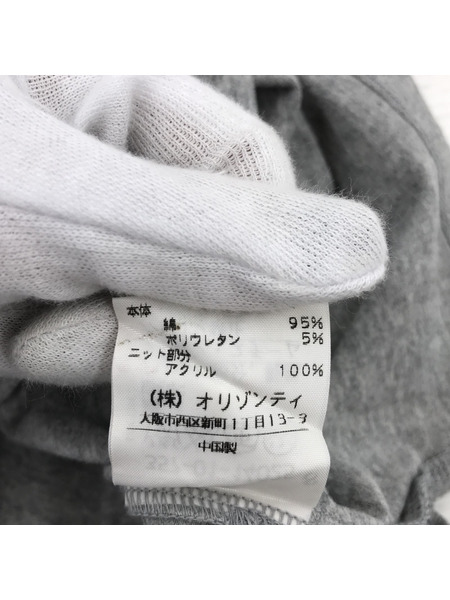 本体
綿 95%
ポリウレタン 5%
ニット部分
アクリル 100%
(株) オリゾンティ
大阪市西区新町1丁目13-3
中国製